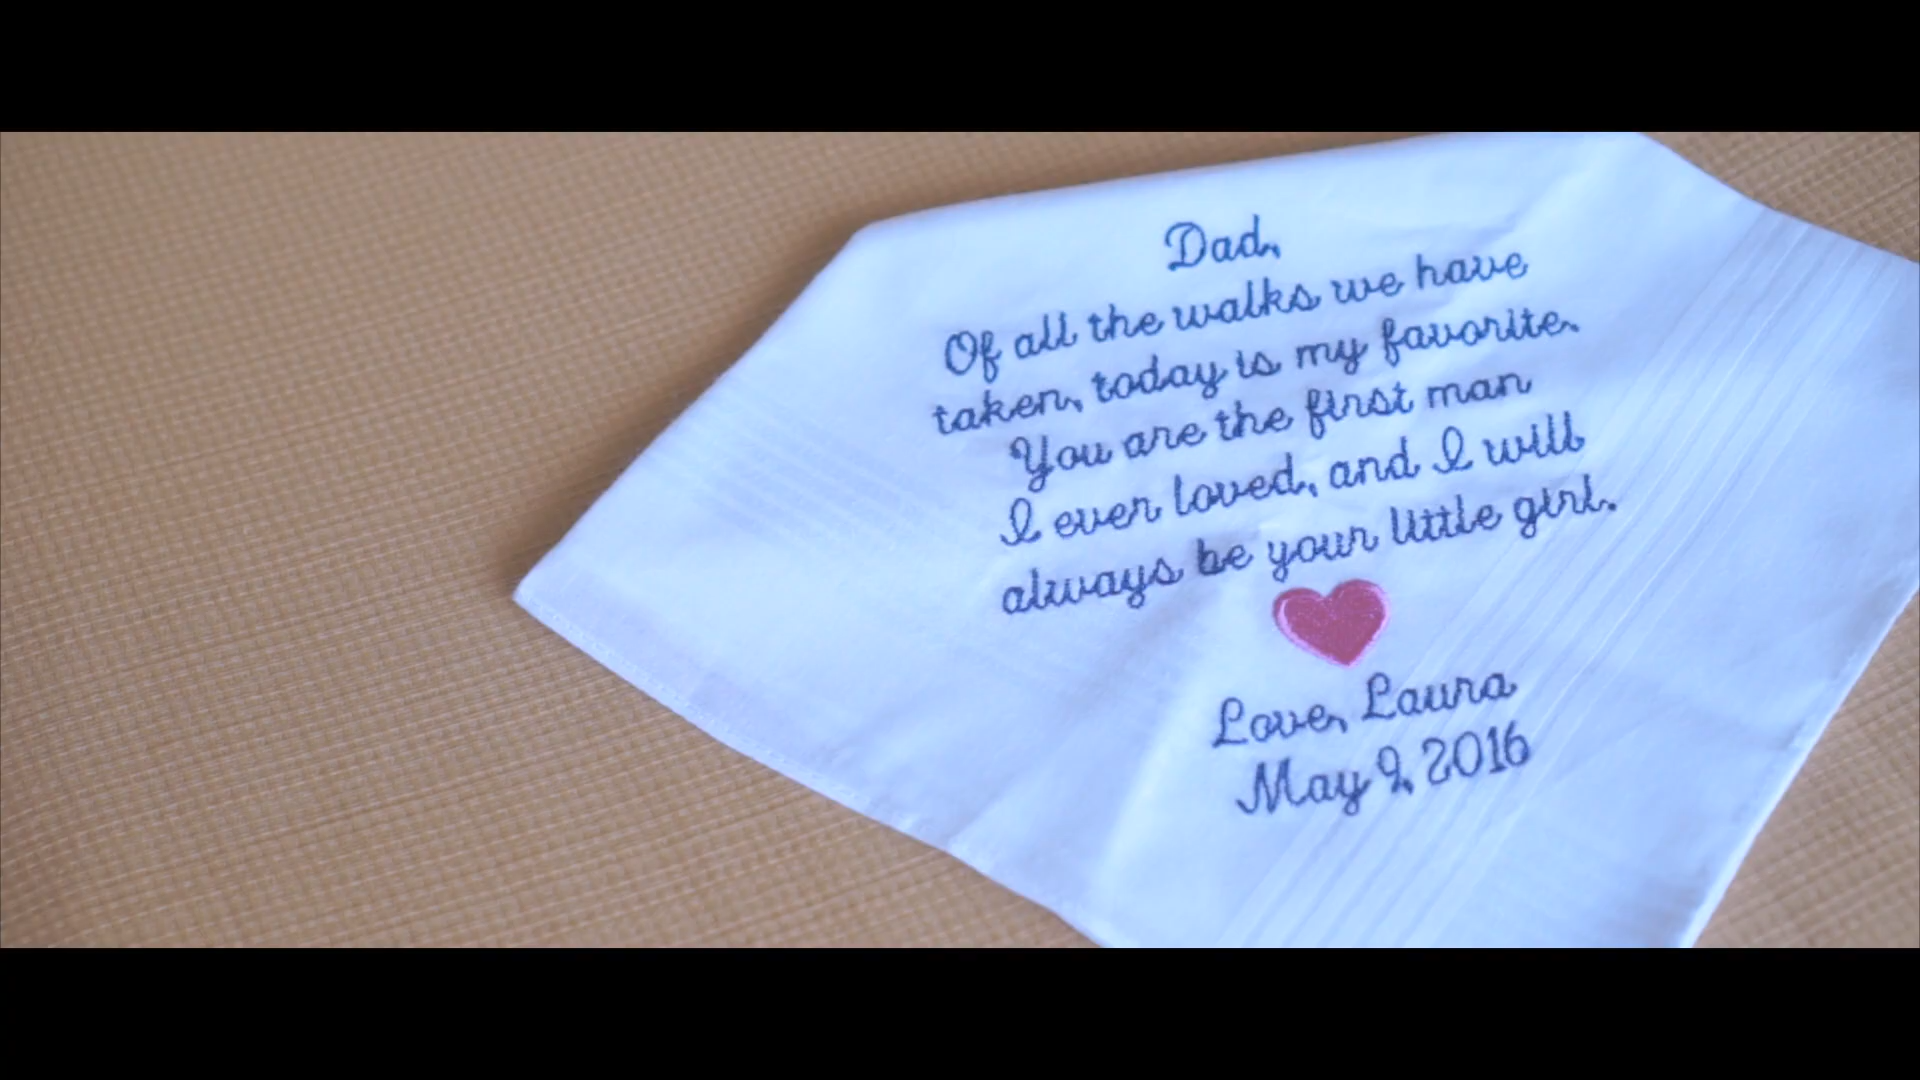 Dad,
Of all the walks we have
taken, today is my favorite.
You are the first man
I ever loved, and I will
always be your little girl.
Love, Laura
May 9, 2016